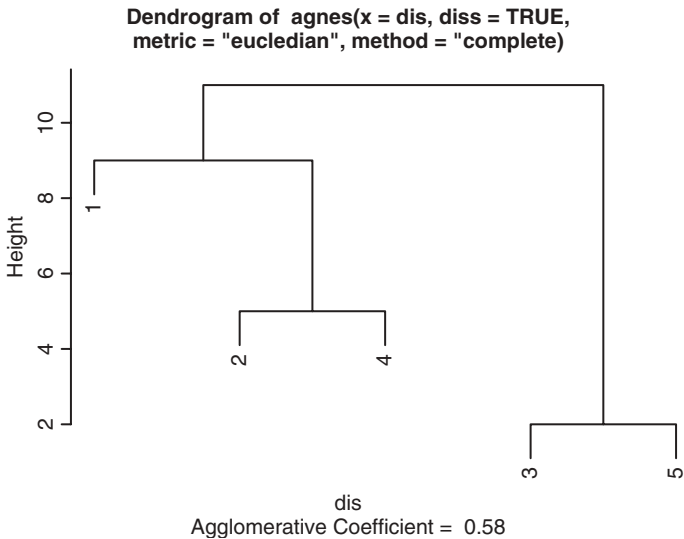 Dendrogram of agnes(x = dis, diss = TRUE,
metric = "eucledian", method = "complete)
Height
10
8
6
4
2
1
2
4
3
5
dis
Agglomerative Coefficient = 0.58